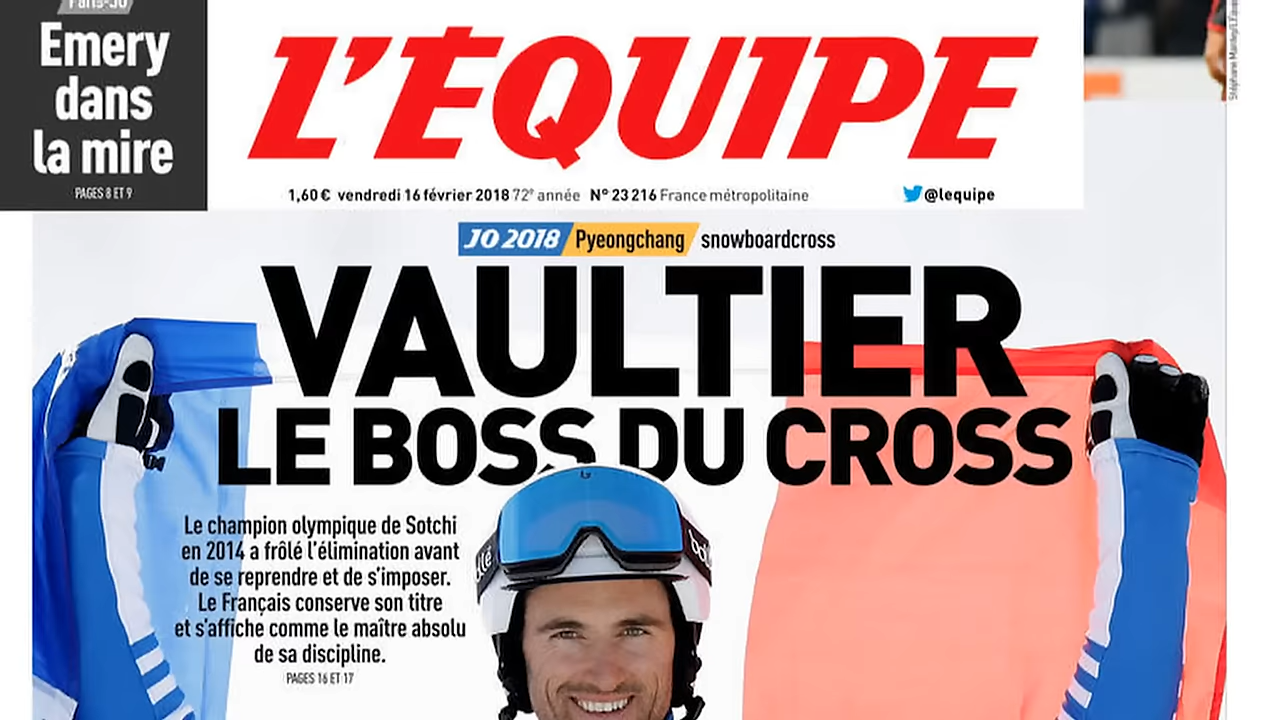 Paris-SG
Emery
dans
la mire
PAGES 8 ET 9
L'ÉQUIPE
1,60 € vendredi 16 février 2018 72e année N° 23 216 France métropolitaine
@lequipe
JO 2018 Pyeongchang snowboardcross
VAULTIER
LE BOSS DU CROSS
Le champion olympique de Sotchi
en 2014 a frôlé l'élimination avant
de se reprendre et de s'imposer.
Le Français conserve son titre
et s'affiche comme le maître absolu
de sa discipline.
PAGES 16 ET 17